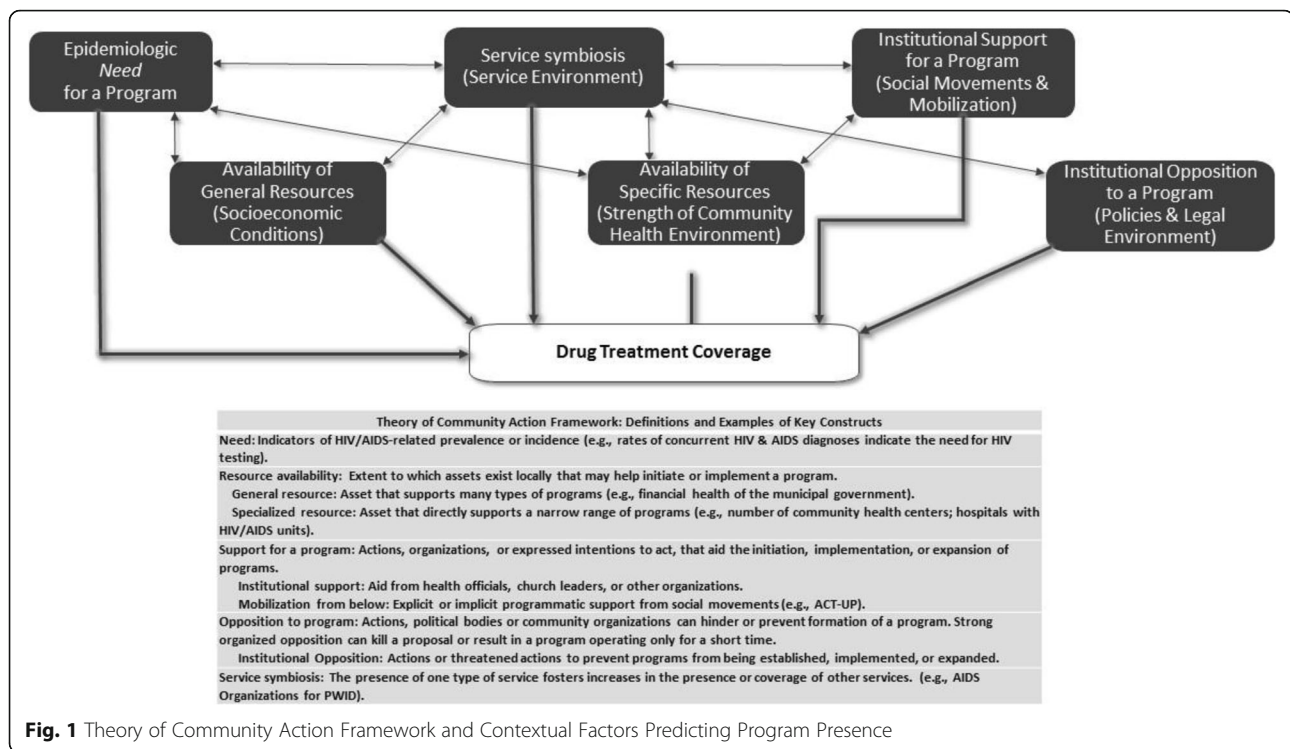 Epidemiologic
Need
for a Program
Service symbiosis
(Service Environment)
Institutional Support
for a Program
(Social Movements &
Mobilization)
Availability of
General Resources
(Socioeconomic
Conditions)
Availability of
Specific Resources
(Strength of Community
Health Environment)
Institutional Opposition
to a Program
(Policies & Legal
Environment)
Drug Treatment Coverage
Theory of Community Action Framework: Definitions and Examples of Key Constructs
Need: Indicators of HIV/AIDS-related prevalence or incidence (e.g., rates of concurrent HIV & AIDS diagnoses indicate the need for HIV
testing).
Resource availability: Extent to which assets exist locally that may help initiate or implement a program.
General resource: Asset that supports many types of programs (e.g., financial health of the municipal government).
Specialized resource: Asset that directly supports a narrow range of programs (e.g., number of community health centers; hospitals with
HIV/AIDS units).
Support for a program: Actions, organizations, or expressed intentions to act, that aid the initiation, implementation, or expansion of
programs.
Institutional support: Aid from health officials, church leaders, or other organizations.
Mobilization from below: Explicit or implicit programmatic support from social movements (e.g., ACT-UP).
Opposition to program: Actions, political bodies or community organizations can hinder or prevent formation of a program. Strong
organized opposition can kill a proposal or result in a program operating only for a short time.
Institutional Opposition: Actions or threatened actions to prevent programs from being established, implemented, or expanded.
Service symbiosis: The presence of one type of service fosters increases in the presence or coverage of other services. (e.g., AIDS
Organizations for PWID).
Fig. 1 Theory of Community Action Framework and Contextual Factors Predicting Program Presence